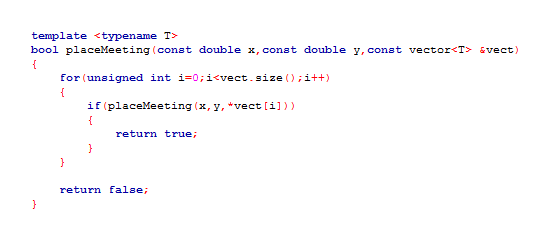 template <typename T>
bool placeMeeting(const double x,const double y,const vector<T> &vect)
{
    for(unsigned int i=0;i<vect.size();i++)
    {
        if(placeMeeting(x,y,*vect[i]))
        {
            return true;
        }
    }

    return false;
}